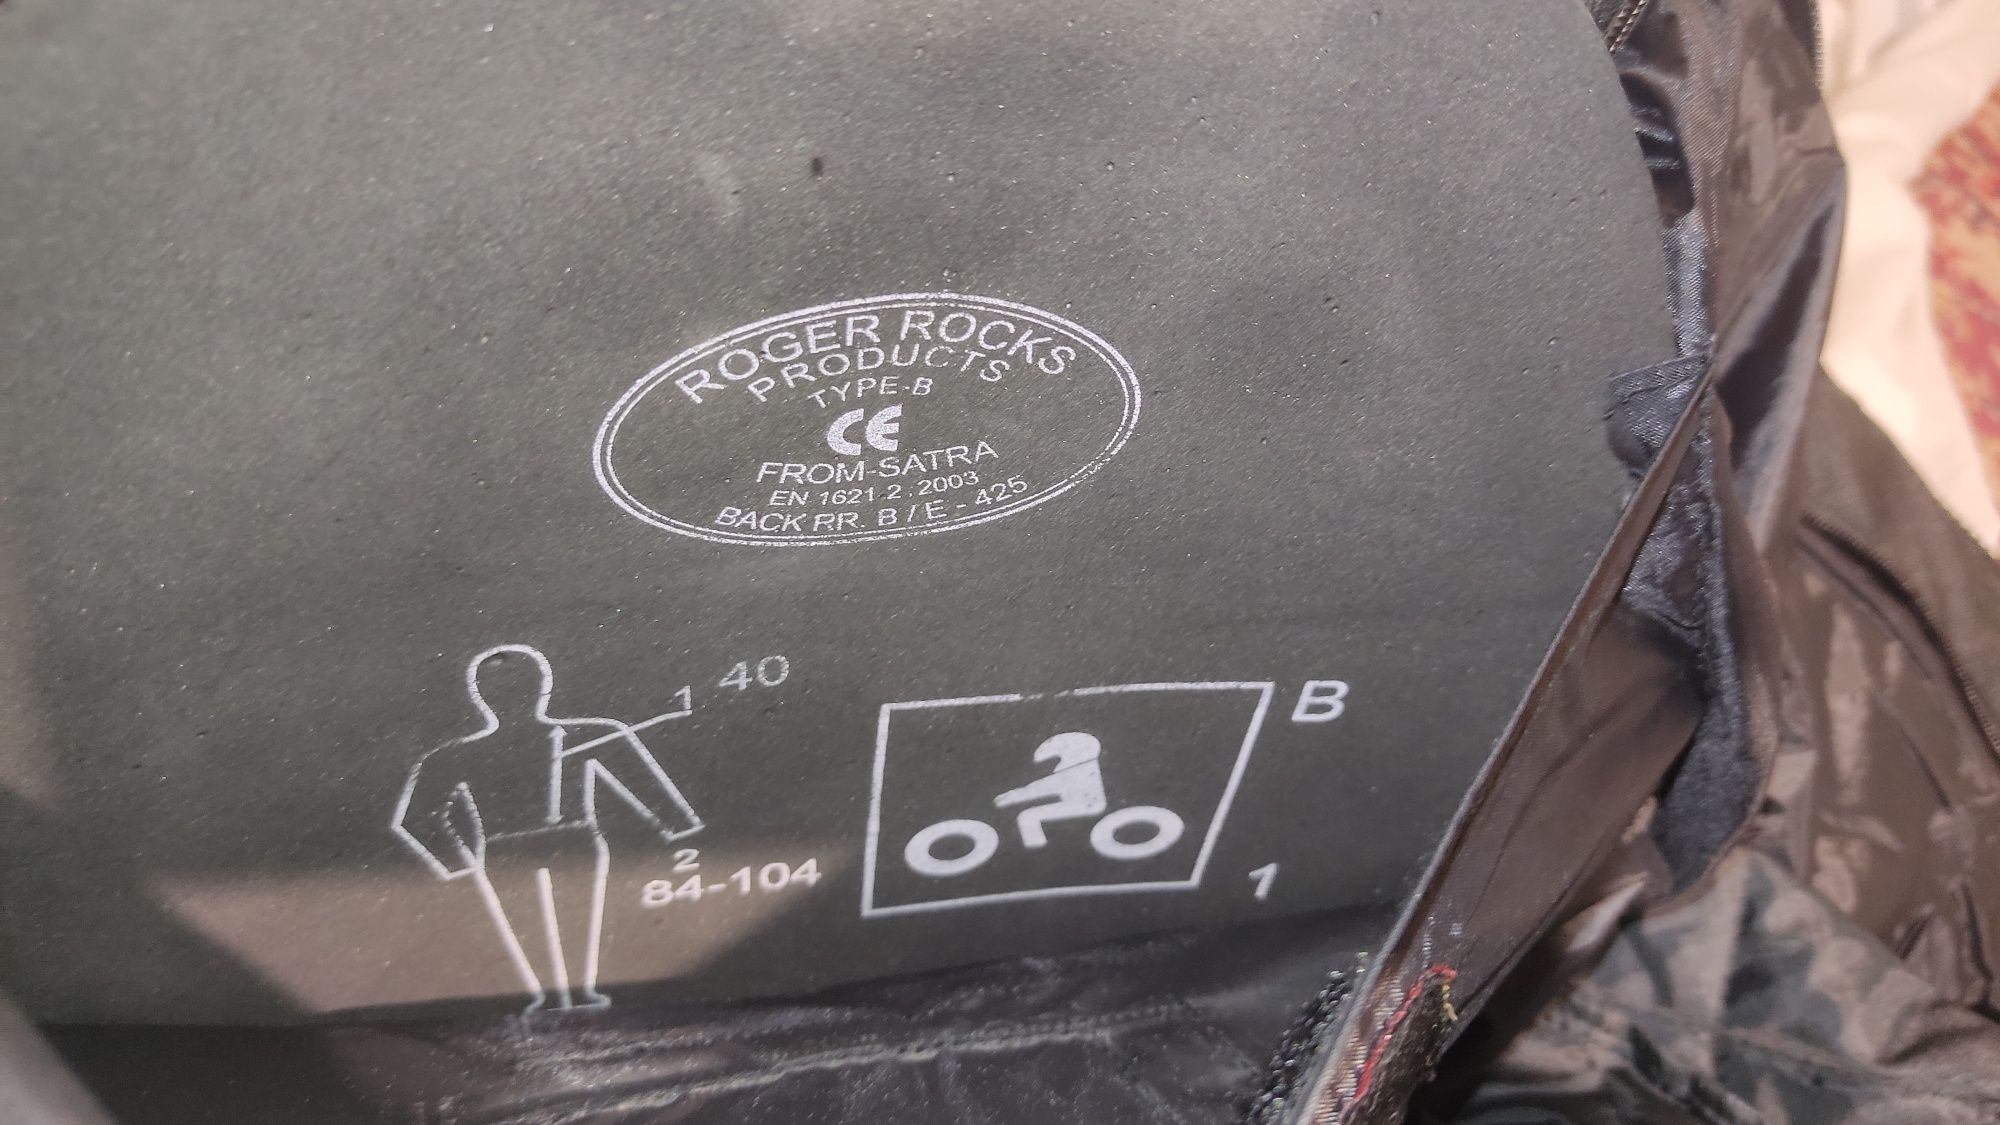 ROGER ROCKS
PRODUCTS
TYPE-B
CE
FROM-SATRA
EN 1621.2.2003
BACK RR. B / E - 425
1 40
2
84-104
B
1